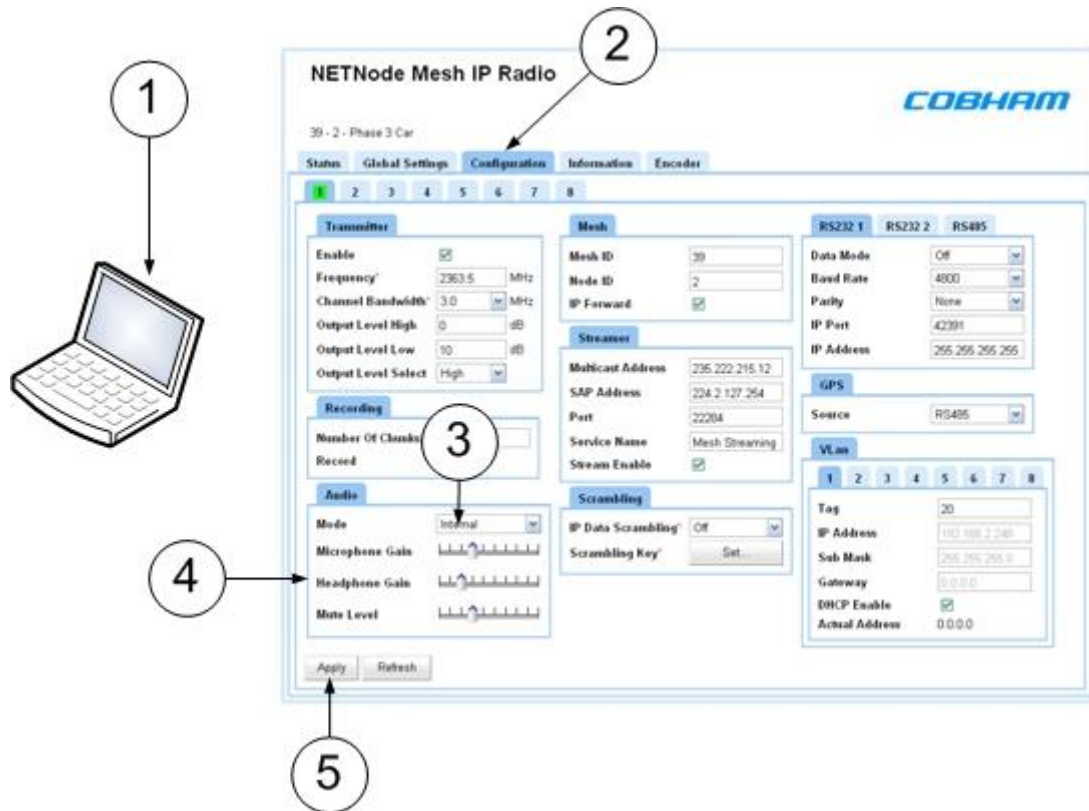 1
2
NETNode Mesh IP Radio
COBHAM
39 - 2 - Phase 3 Car
Status Global Settings Configuration Information Encoder
1 2 3 4 5 6 7 8
Transmitter
Enable
Frequency* 2363.5 MHz
Channel Bandwidth* 3.0 MHz
Output Level High 0 dB
Output Level Low 10 dB
Output Level Select High
Recording
Number Of Chunks
Record
3
Audio
Mode Internal
Microphone Gain
Headphone Gain
Mute Level
4
Apply Refresh
5
Mesh
Mesh ID 39
Node ID 2
IP Forward
Streamer
Multicast Address 235.222.215.12
SAP Address 224.2.127.254
Port 22284
Service Name Mesh Streaming
Stream Enable
Scrambling
IP Data Scrambling* Off
Scrambling Key* Set...
RS232 1 RS232 2 RS485
Data Mode Off
Baud Rate 4800
Parity None
IP Port 42391
IP Address 255.255.255.255
GPS
Source RS485
VLan
1 2 3 4 5 6 7 8
Tag 20
IP Address
Sub Mask 255.255.255.0
Gateway 0.0.0.0
DHCP Enable
Actual Address 0.0.0.0